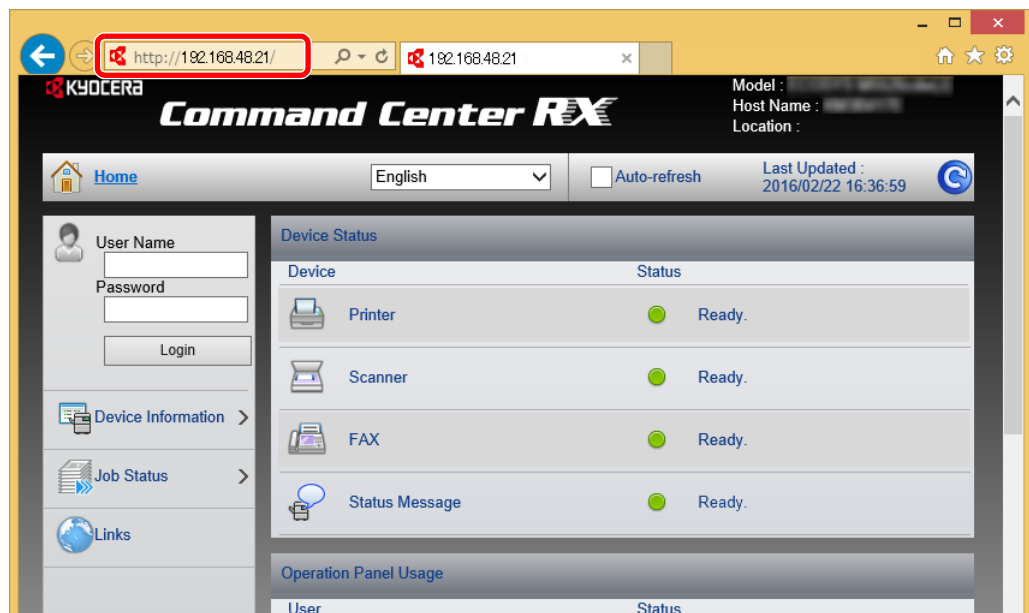 http://192.168.48.21/
192.168.48.21
KYOCERA
Command Center RX
Model :
Host Name :
Location :
Home
English
Auto-refresh
Last Updated :
2016/02/22 16:36:59
User Name
Password
Login
Device Information
Job Status
Links
Device Status
Device Status
Printer Ready.
Scanner Ready.
FAX Ready.
Status Message Ready.
Operation Panel Usage
User Status